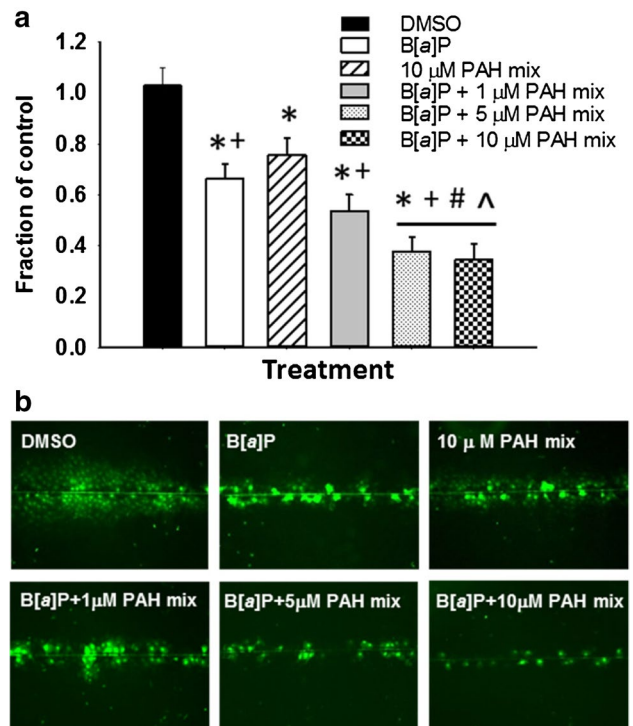 a
DMSO
B[a]P
10 μM PAH mix
B[a]P + 1 μM PAH mix
B[a]P + 5 μM PAH mix
B[a]P + 10 μM PAH mix
Fraction of control
1.2
1.0
0.8
0.6
0.4
0.2
0.0
*+
*
*+
* + # ^
Treatment
b
DMSO
B[a]P
10 μ M PAH mix
B[a]P+1μM PAH mix
B[a]P+5μM PAH mix
B[a]P+10μM PAH mix